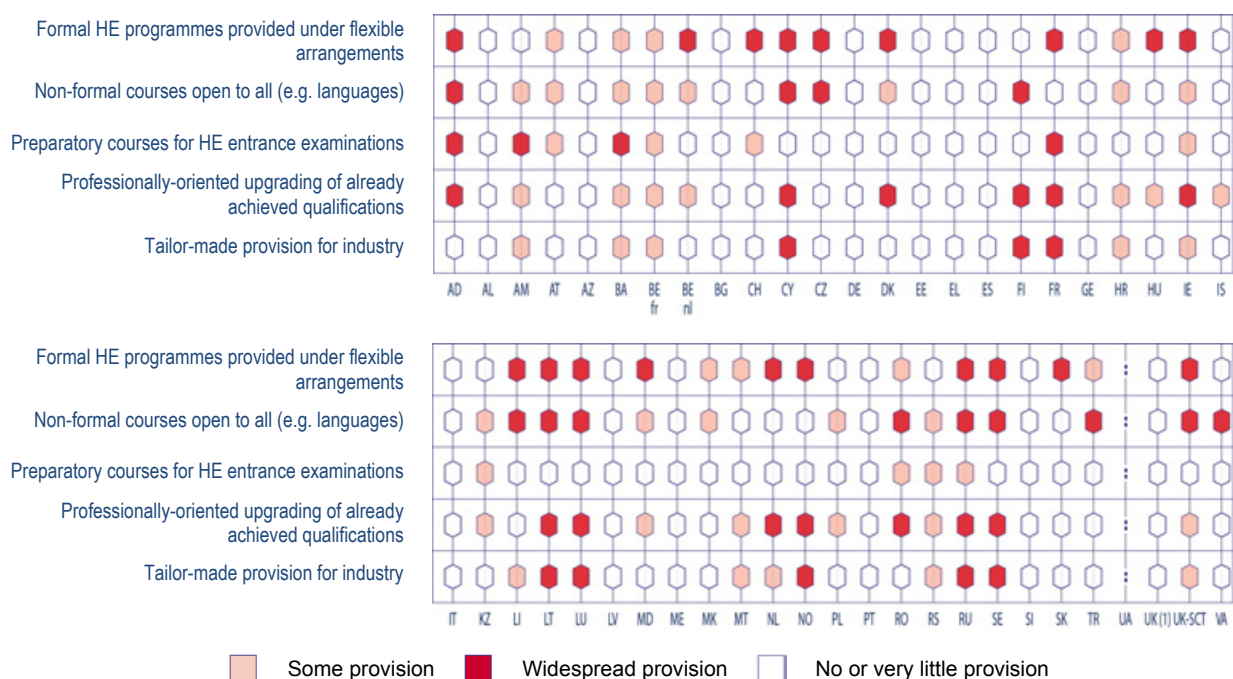 Formal HE programmes provided under flexible
arrangements
Non-formal courses open to all (e.g. languages)
Preparatory courses for HE entrance examinations
Professionally-oriented upgrading of already
achieved qualifications
Tailor-made provision for industry
AD AL AM AT AZ BA BE BE BG CH CY CZ DE DK EE EL ES FI FR GE HR HU IE IS
fr nl
Formal HE programmes provided under flexible
arrangements
:
Non-formal courses open to all (e.g. languages)
:
Preparatory courses for HE entrance examinations
:
Professionally-oriented upgrading of already
achieved qualifications
:
Tailor-made provision for industry
:
IT KZ LI LT LU LV MD ME MK MT NL NO PL PT RO RS RU SE SI SK TR UA UK (1) UK-SCT VA
Some provision Widespread provision No or very little provision